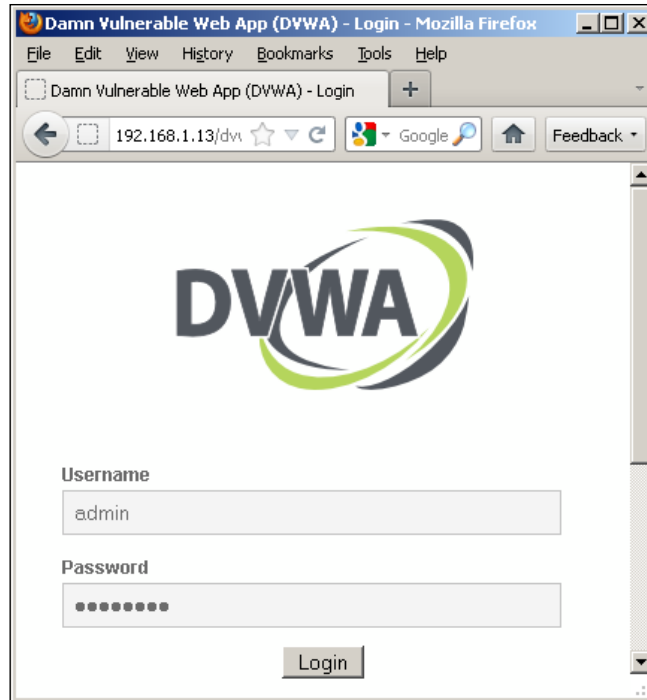 Damn Vulnerable Web App (DVWA) - Login - Mozilla Firefox
File Edit View History Bookmarks Tools Help
Damn Vulnerable Web App (DVWA) - Login
192.168.1.13/dv Google Feedback
DVWA
Username
admin
Password
••••••••
Login